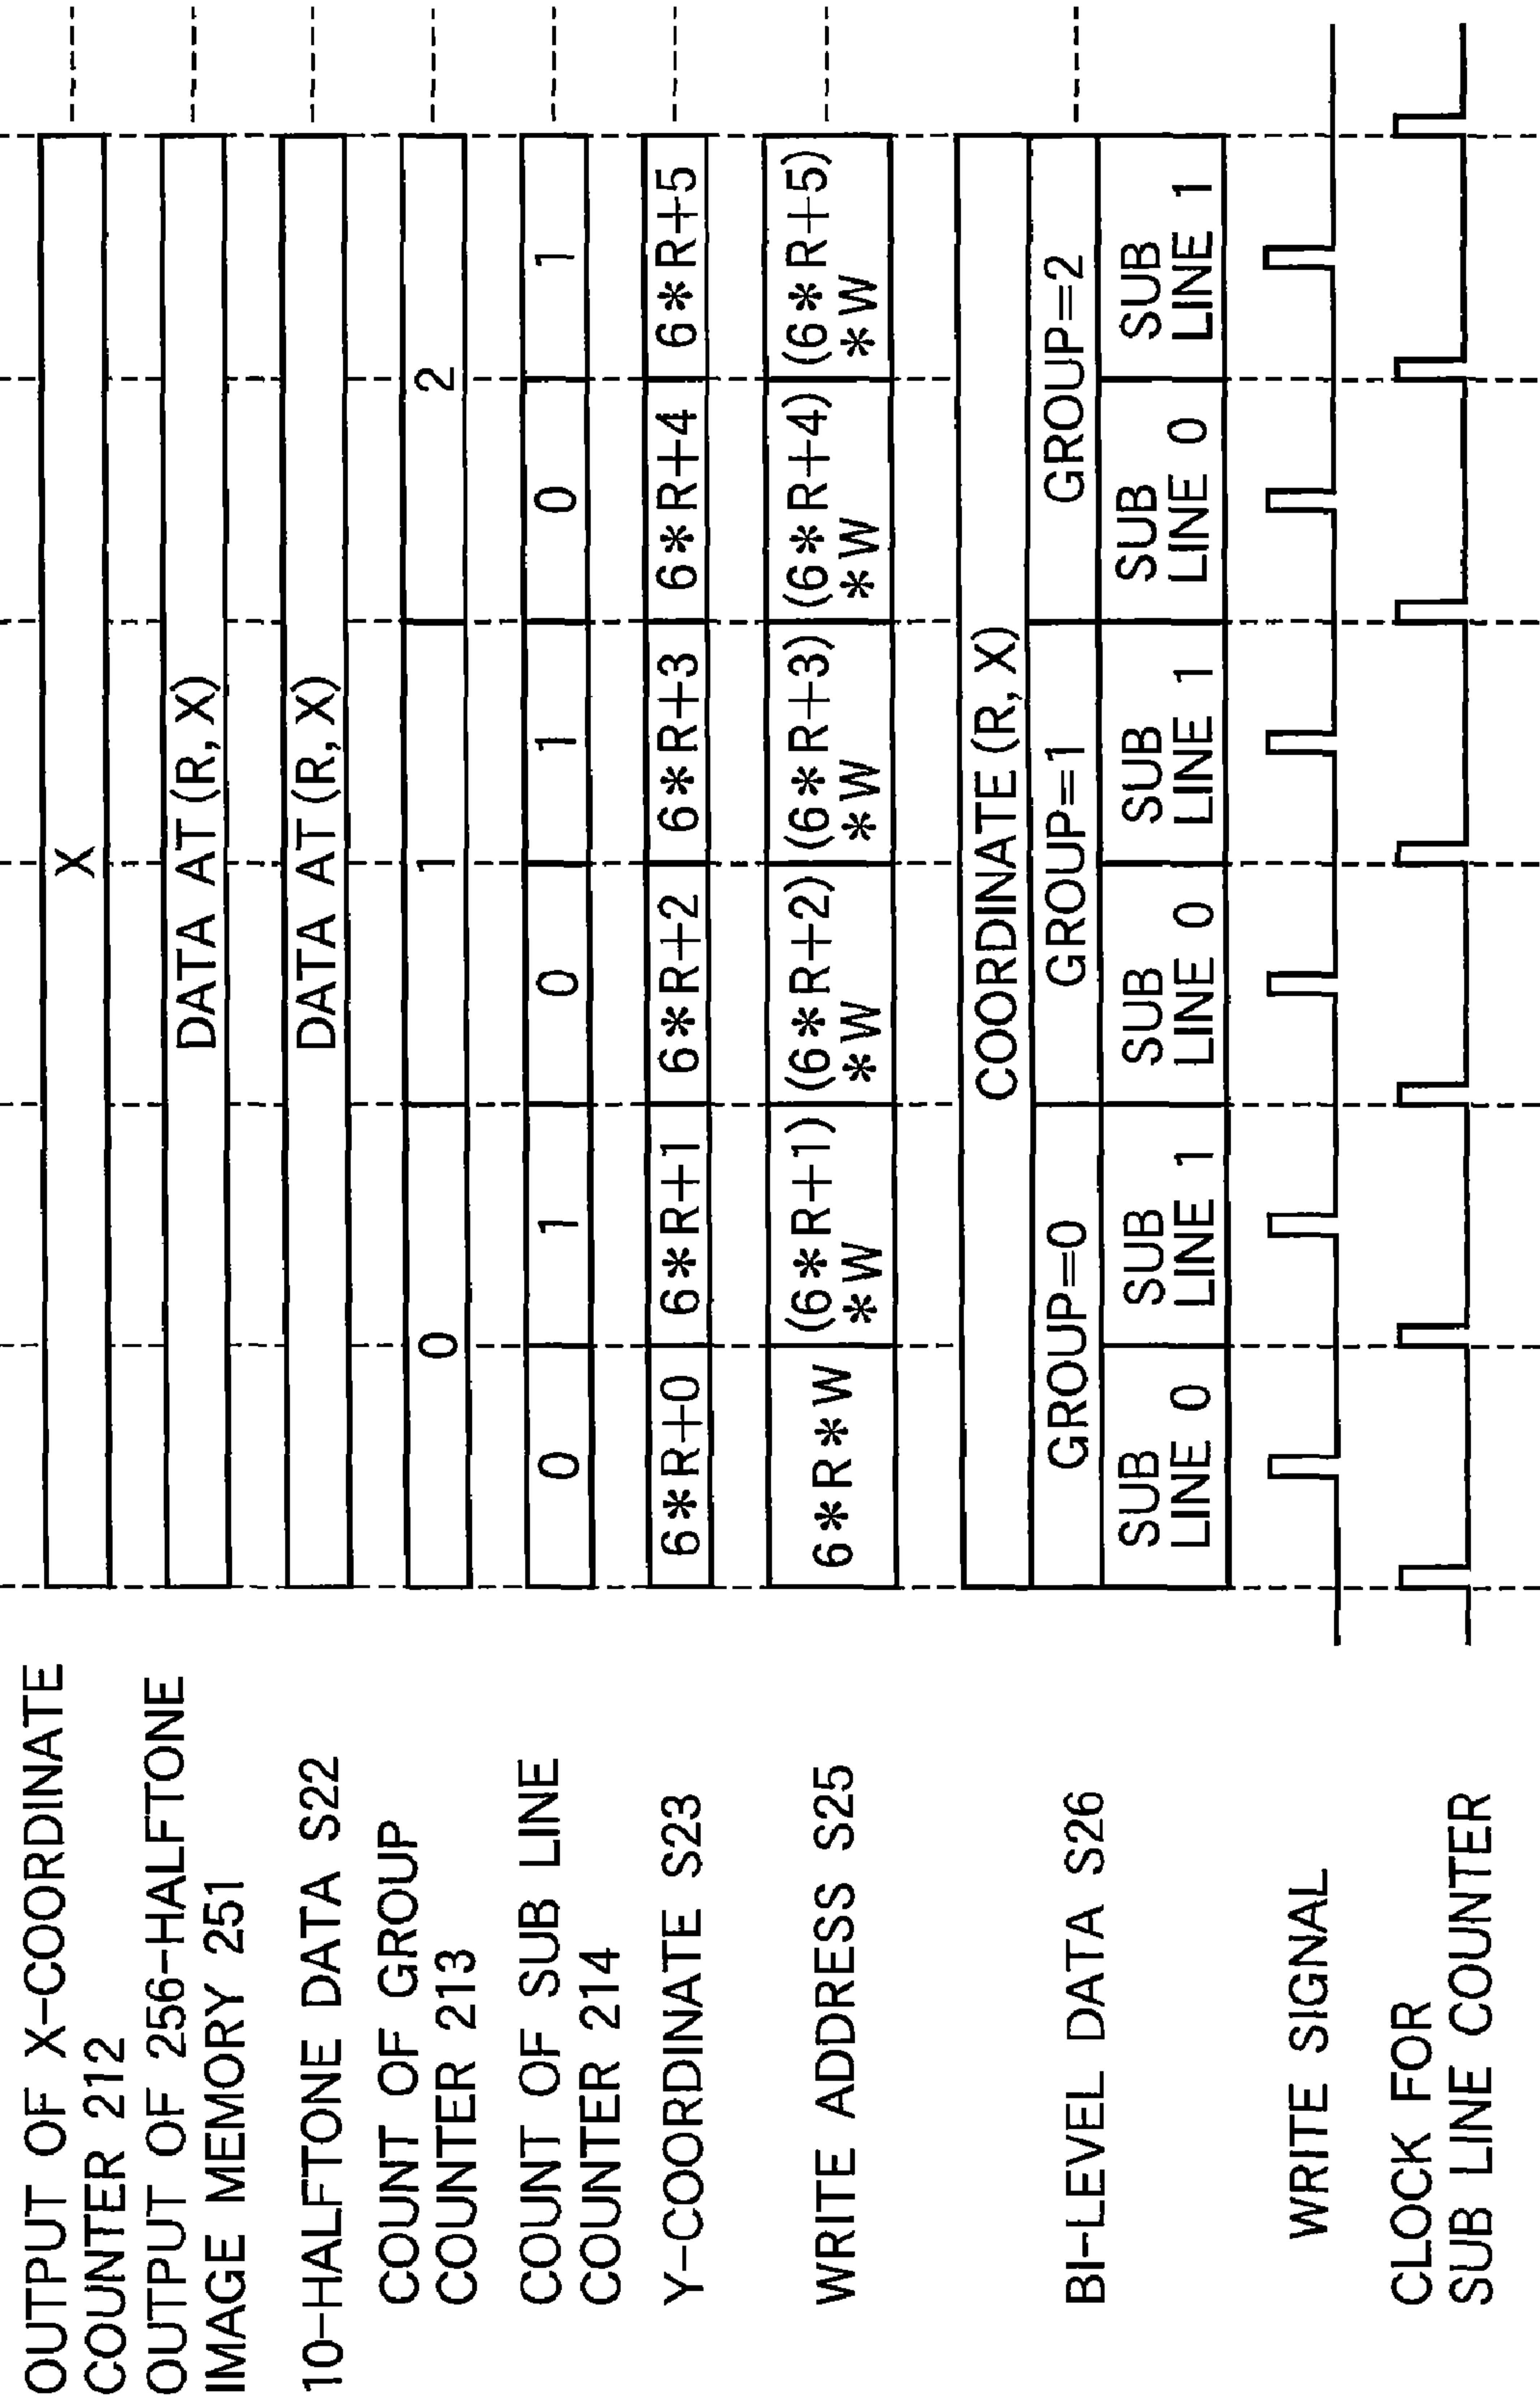 OUTPUT OF X-COORDINATE
COUNTER 212
X
OUTPUT OF 256-HALFTONE
IMAGE MEMORY 251
DATA AT (R, X)
10-HALFTONE DATA S22
DATA AT (R, X)
COUNT OF GROUP
COUNTER 213
0 1 2
COUNT OF SUB LINE
COUNTER 214
0 1 0 1 0 1
Y-COORDINATE S23
6*R+0 6*R+1 6*R+2 6*R+3 6*R+4 6*R+5
WRITE ADDRESS S25
6*R*W (6*R+1) (6*R+2) (6*R+3) (6*R+4) (6*R+5)
*W *W *W *W *W
BI-LEVEL DATA S26
COORDINATE (R, X)
GROUP=0 GROUP=1 GROUP=2
SUB SUB SUB SUB SUB SUB
LINE 0 LINE 1 LINE 0 LINE 1 LINE 0 LINE 1
WRITE SIGNAL
CLOCK FOR
SUB LINE COUNTER